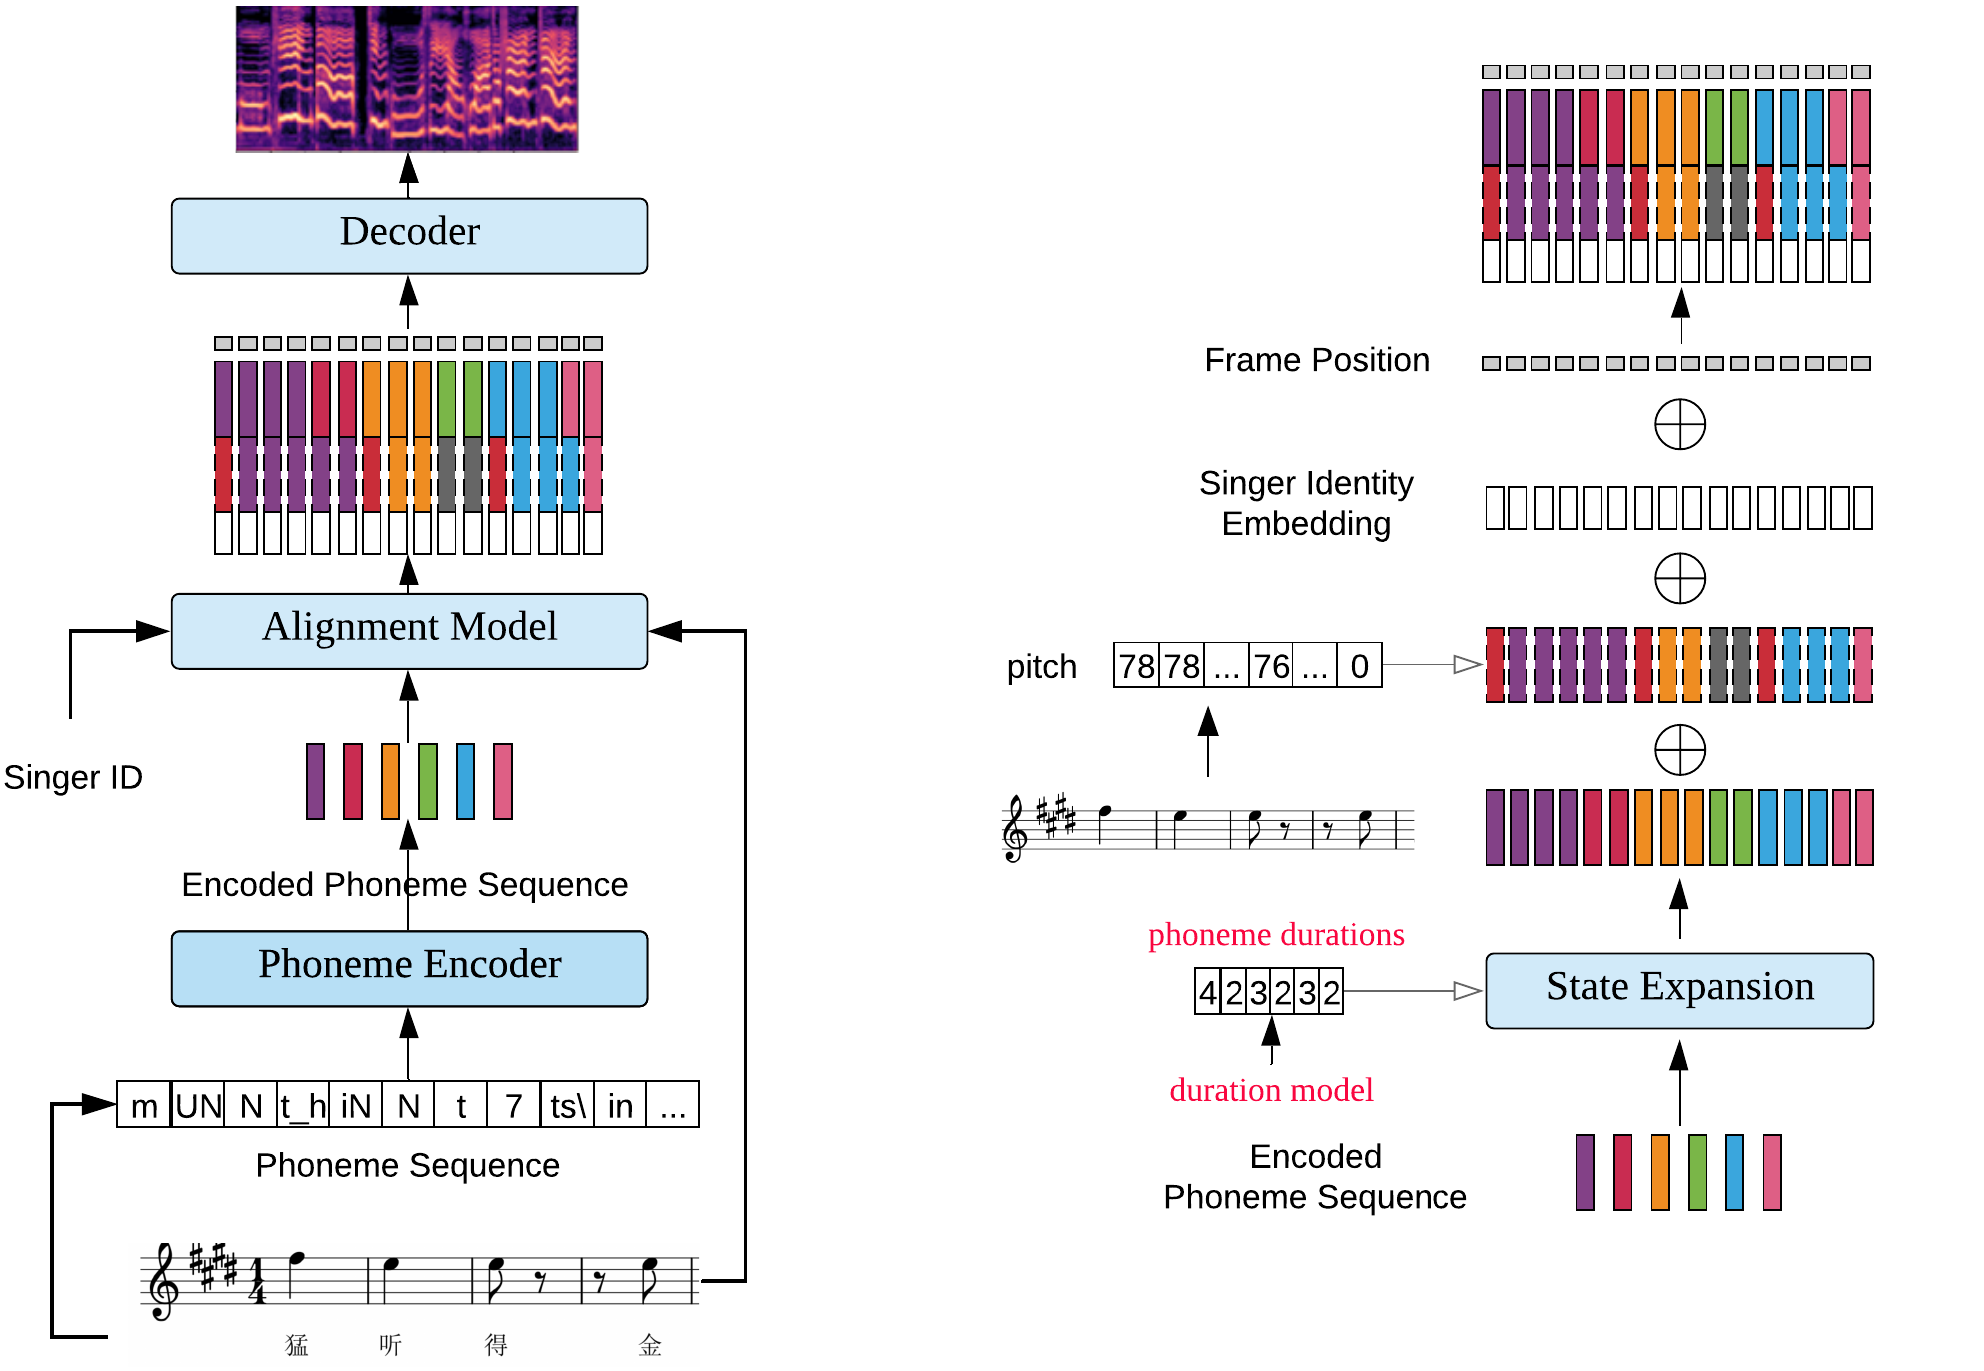 Decoder
Alignment Model
Singer ID
Encoded Phoneme Sequence
Phoneme Encoder
m UN N t_h iN N t 7 ts\ in ...
Phoneme Sequence
1
4
猛 听 得 金
Frame Position
Singer Identity
Embedding
pitch 78 78 ... 76 ... 0
phoneme durations
4 2 3 2 3 2
State Expansion
duration model
Encoded
Phoneme Sequence